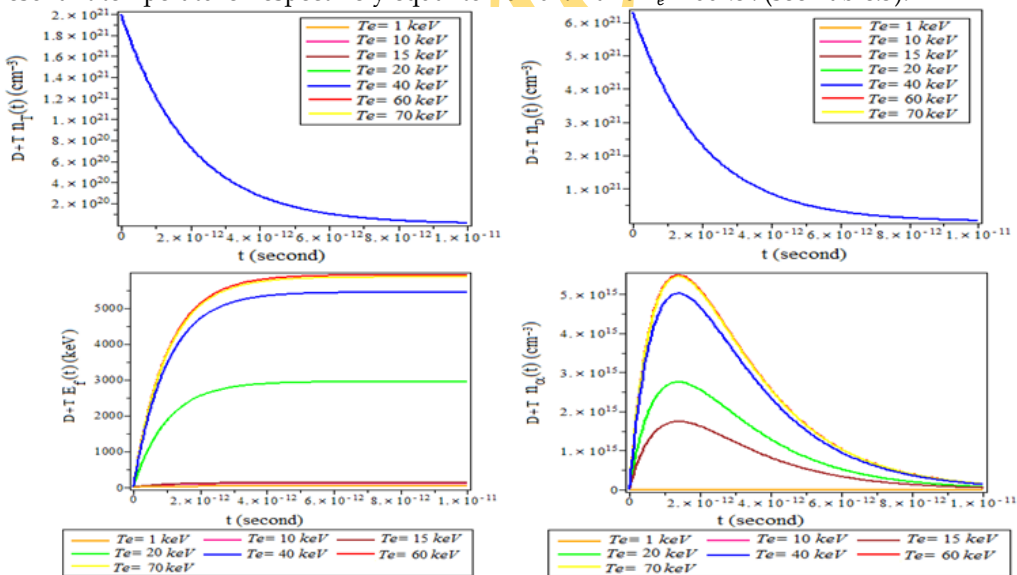 temperature respectively equal to
1.8 × 10²¹
1.6 × 10²¹
1.4 × 10²¹
1.2 × 10²¹
1. × 10²¹
8. × 10²⁰
6. × 10²⁰
4. × 10²⁰
2. × 10²⁰
D+T n_T(t) (cm⁻³)
Te= 1 keV
Te= 10 keV
Te= 15 keV
Te= 20 keV
Te= 40 keV
Te= 60 keV
Te= 70 keV
0 2. × 10⁻¹² 4. × 10⁻¹² 6. × 10⁻¹² 8. × 10⁻¹² 1. × 10⁻¹¹
t (second)
6. × 10²¹
5. × 10²¹
4. × 10²¹
3. × 10²¹
2. × 10²¹
1. × 10²¹
D+T n_D(t) (cm⁻³)
Te= 1 keV
Te= 10 keV
Te= 15 keV
Te= 20 keV
Te= 40 keV
Te= 60 keV
Te= 70 keV
0 2. × 10⁻¹² 4. × 10⁻¹² 6. × 10⁻¹² 8. × 10⁻¹² 1. × 10⁻¹¹
t (second)
5000
4000
3000
2000
1000
0
D+T E_f(t)(keV)
0 2. × 10⁻¹² 4. × 10⁻¹² 6. × 10⁻¹² 8. × 10⁻¹² 1. × 10⁻¹¹
t (second)
Te= 1 keV Te= 10 keV Te= 15 keV
Te= 20 keV Te= 40 keV Te= 60 keV
Te= 70 keV
5. × 10¹⁵
4. × 10¹⁵
3. × 10¹⁵
2. × 10¹⁵
1. × 10¹⁵
0
D+T n_α(t) (cm⁻³)
0 2. × 10⁻¹² 4. × 10⁻¹² 6. × 10⁻¹² 8. × 10⁻¹² 1. × 10⁻¹¹
t (second)
Te= 1 keV Te= 10 keV Te= 15 keV
Te= 20 keV Te= 40 keV Te= 60 keV
Te= 70 keV